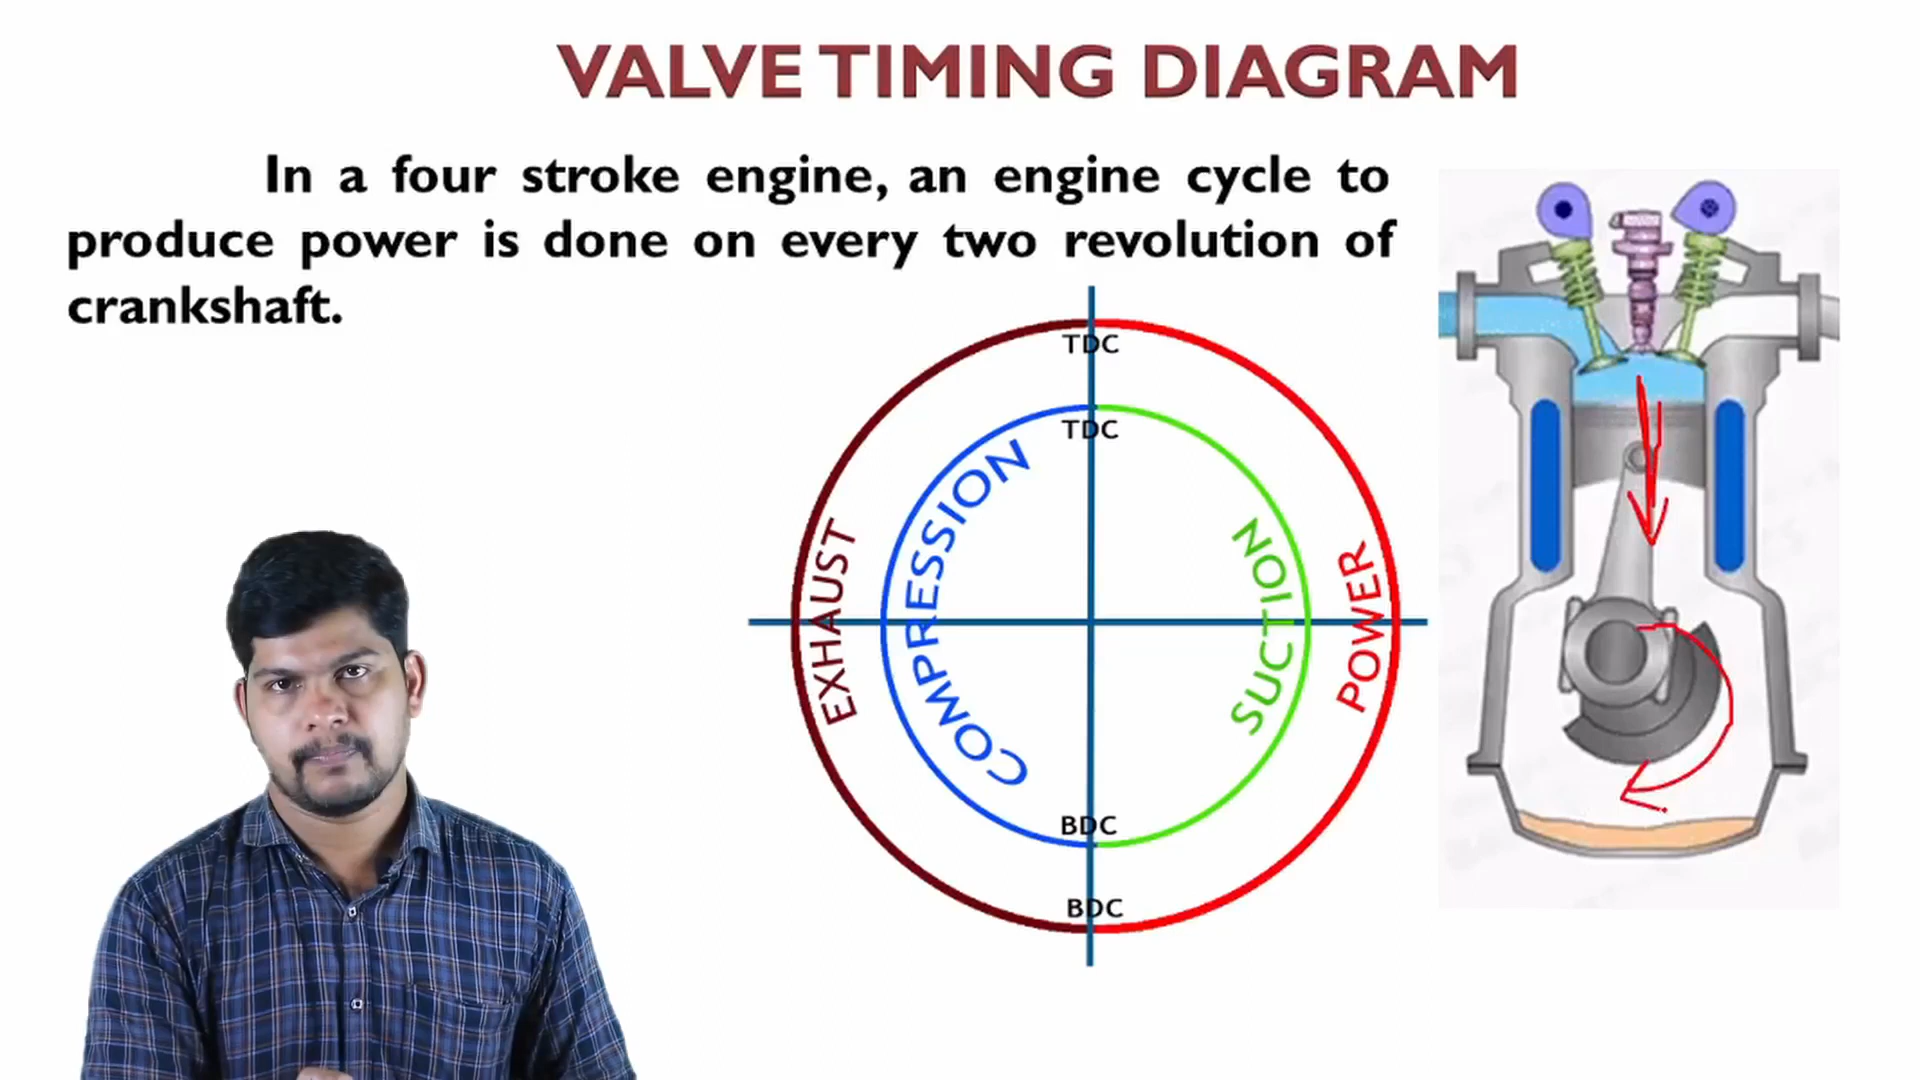 VALVE TIMING DIAGRAM
In a four stroke engine, an engine cycle to
produce power is done on every two revolution of
crankshaft.
TDC
TDC
EXHAUST
COMPRESSION
SUCTION
POWER
BDC
BDC